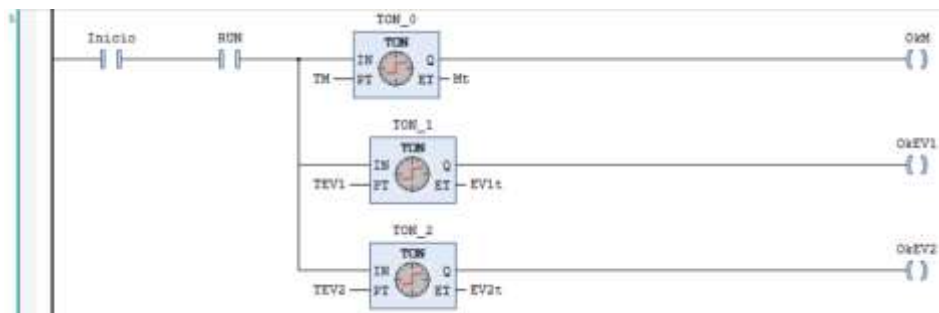 5
TON_0
Inicio RUN TON OkM
IN Q
TM PT ET Mt
TON_1
TON OkEV1
IN Q
TEV1 PT ET EV1t
TON_2
TON OkEV2
IN Q
TEV2 PT ET EV2t